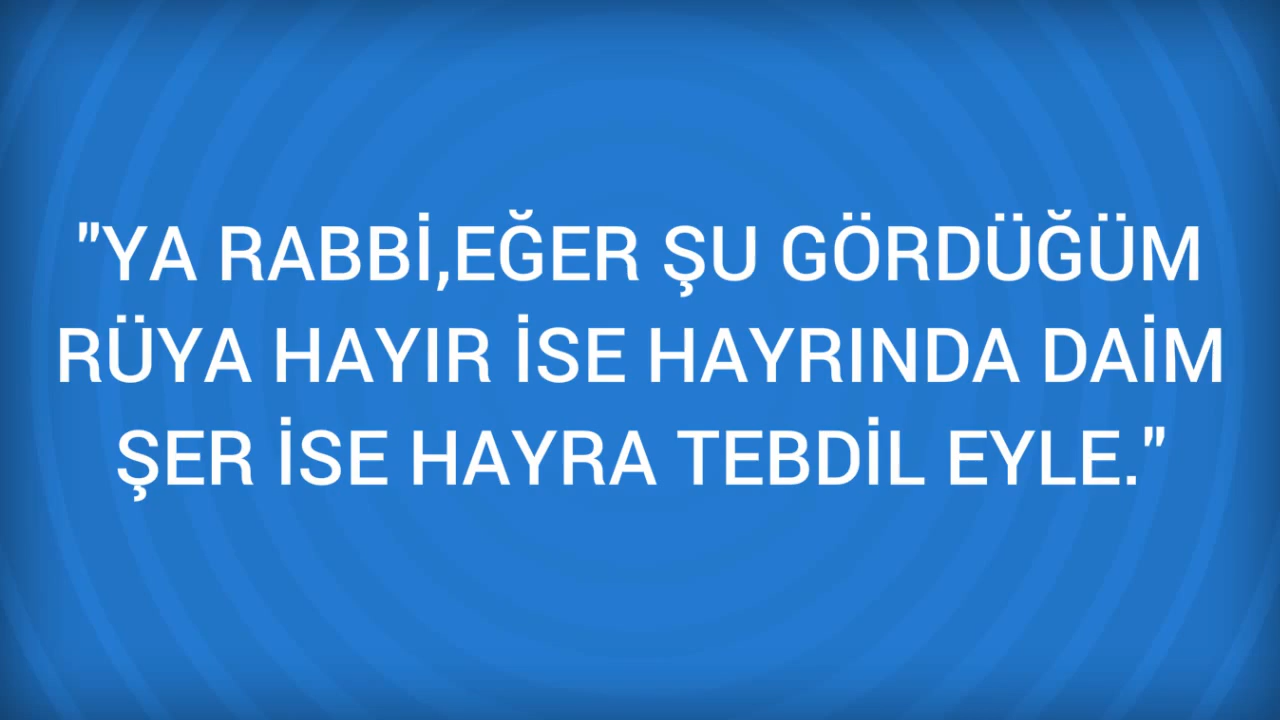 "YA RABBİ,EĞER ŞU GÖRDÜĞÜM
RÜYA HAYIR İSE HAYRINDA DAİM
ŞER İSE HAYRA TEBDİL EYLE."